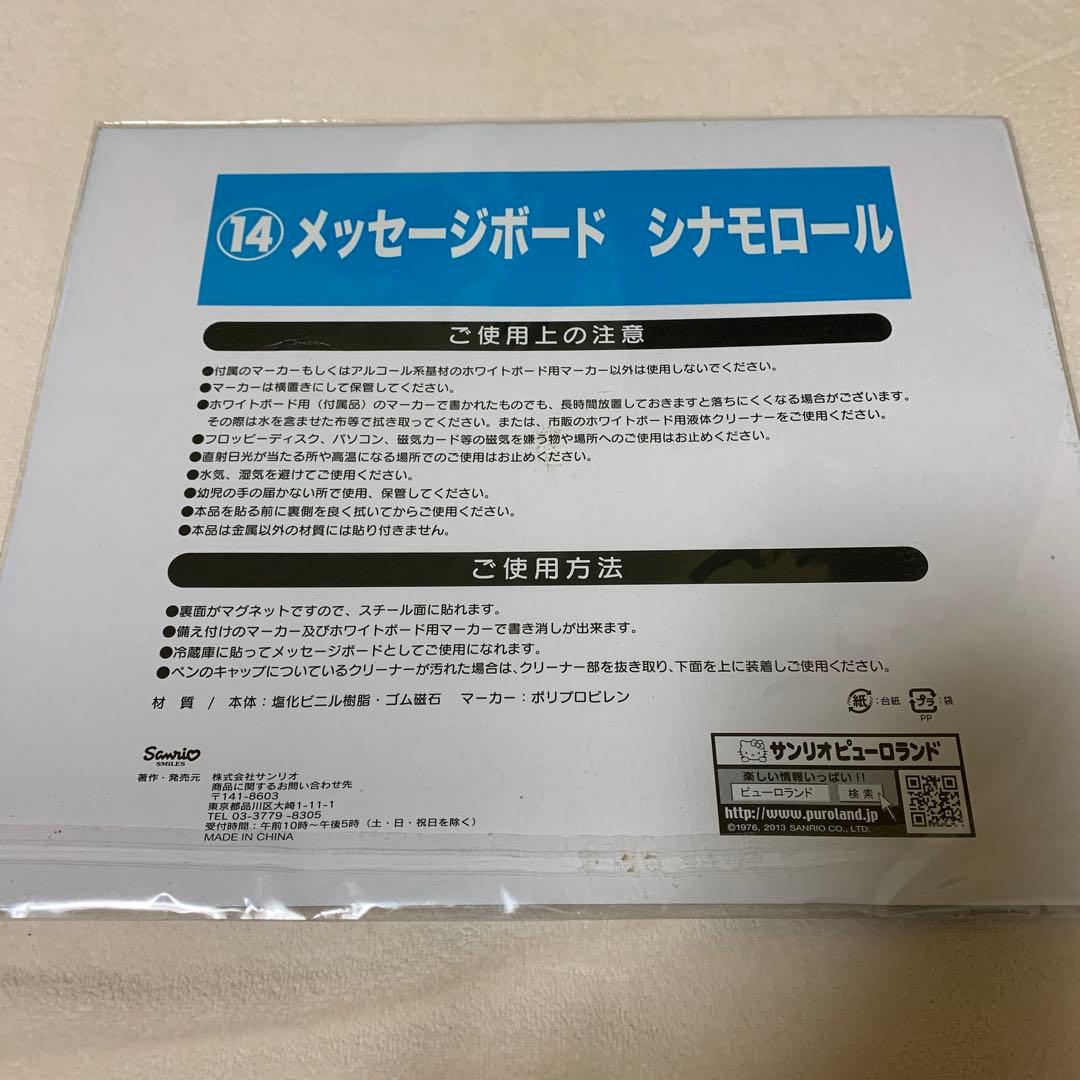 ⑭メッセージボード シナモロール
ご使用上の注意
●付属のマーカーもしくはアルコール系基材のホワイトボード用マーカー以外は使用しないでください。
●マーカーは横置きにして保管してください。
●ホワイトボード用(付属品)のマーカーで書かれたものでも、長時間放置しておきますと落ちにくくなる場合がございます。
その際は水を含ませた布等で拭き取ってください。または、市販のホワイトボード用液体クリーナーをご使用ください。
●フロッピーディスク、パソコン、磁気カード等の磁気を嫌う物や場所へのご使用はお止めください。
●直射日光が当たる所や高温になる場所でのご使用はお止めください。
●水気、湿気を避けてご使用ください。
●幼児の手の届かない所で使用、保管してください。
●本品を貼る前に裏側を良く拭いてからご使用ください。
●本品は金属以外の材質には貼り付きません。
ご使用方法
●裏面がマグネットですので、スチール面に貼れます。
●備え付けのマーカー及びホワイトボード用マーカーで書き消しが出来ます。
●冷蔵庫に貼ってメッセージボードとしてご使用になれます。
●ペンのキャップについているクリーナーが汚れた場合は、クリーナー部を抜き取り、下面を上に装着しご使用ください。
材 質 / 本体:塩化ビニル樹脂・ゴム磁石 マーカー:ポリプロピレン
紙:台紙 プラ:袋
PP
Sanrio
SMILES
著作・発売元 株式会社サンリオ
商品に関するお問い合わせ先
〒141-8603
東京都品川区大崎1-11-1
TEL 03-3779-8305
受付時間:午前10時〜午後5時(土・日・祝日を除く)
MADE IN CHINA
サンリオピューロランド
楽しい情報いっぱい!!
ピューロランド 検索
http://www.puroland.jp
©1976, 2013 SANRIO CO., LTD.